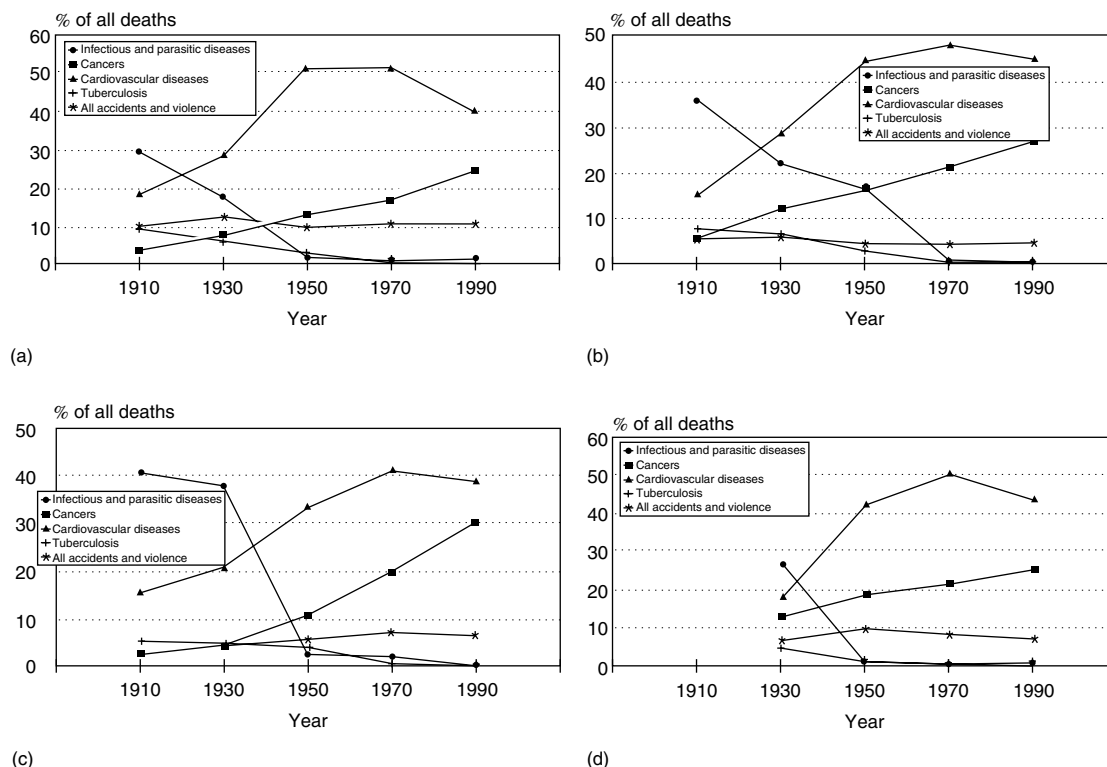 % of all deaths
60
50
40
30
20
10
0
Infectious and parasitic diseases
Cancers
Cardiovascular diseases
Tuberculosis
All accidents and violence
1910 1930 1950 1970 1990
Year
(a)
% of all deaths
50
40
30
20
10
0
Infectious and parasitic diseases
Cancers
Cardiovascular diseases
Tuberculosis
All accidents and violence
1910 1930 1950 1970 1990
Year
(b)
% of all deaths
50
40
30
20
10
0
Infectious and parasitic diseases
Cancers
Cardiovascular diseases
Tuberculosis
All accidents and violence
1910 1930 1950 1970 1990
Year
(c)
% of all deaths
60
50
40
30
20
10
0
Infectious and parasitic diseases
Cancers
Cardiovascular diseases
Tuberculosis
All accidents and violence
1910 1930 1950 1970 1990
Year
(d)